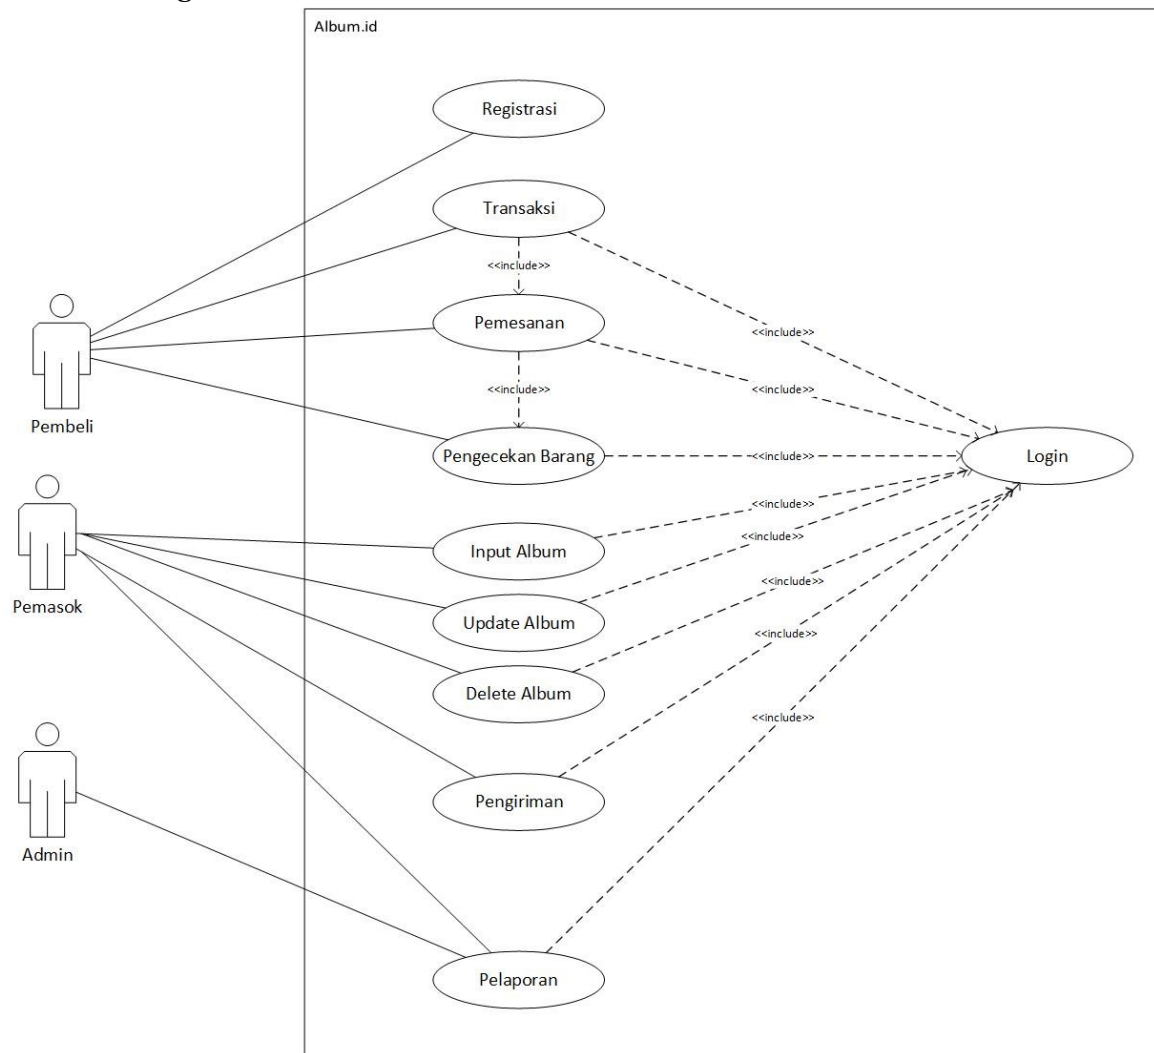 Album.id
Registrasi
Transaksi
<<include>>
Pemesanan
<<include>>
<<include>>
<<include>>
Pembeli
Pengecekan Barang
<<include>>
Login
<<include>>
Input Album
<<include>>
Pemasok
Update Album
<<include>>
Delete Album
<<include>>
<<include>>
Pengiriman
Admin
Pelaporan